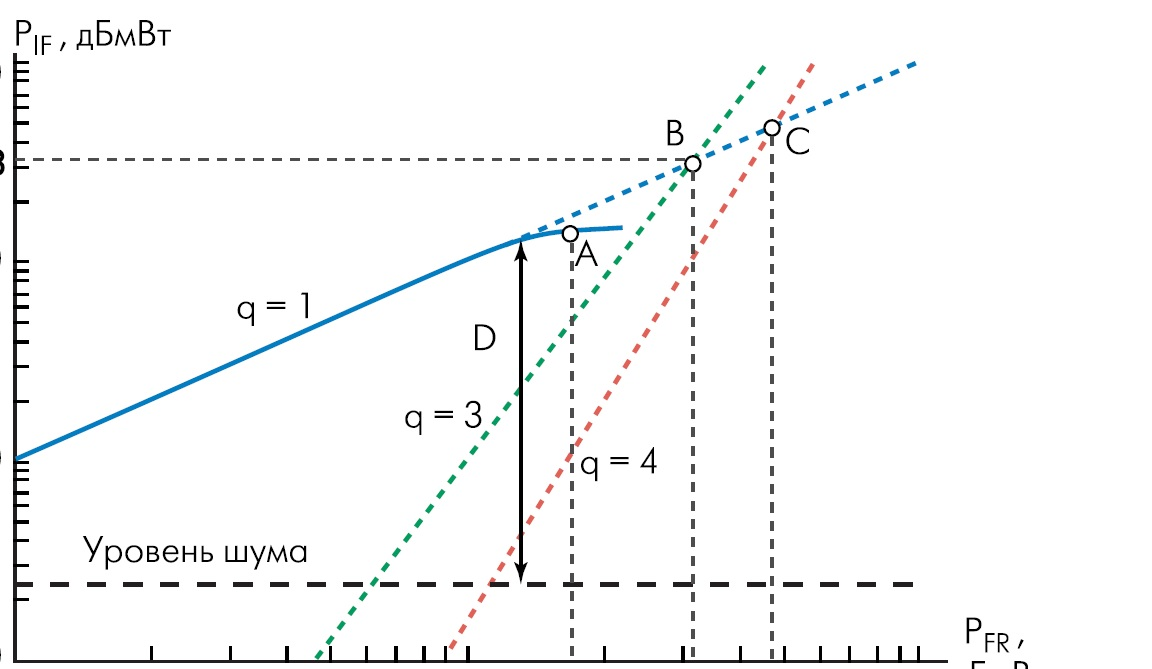 P_IF , дБмВт
B
C
A
q = 1
D
q = 3
q = 4
Уровень шума
P_FR ,